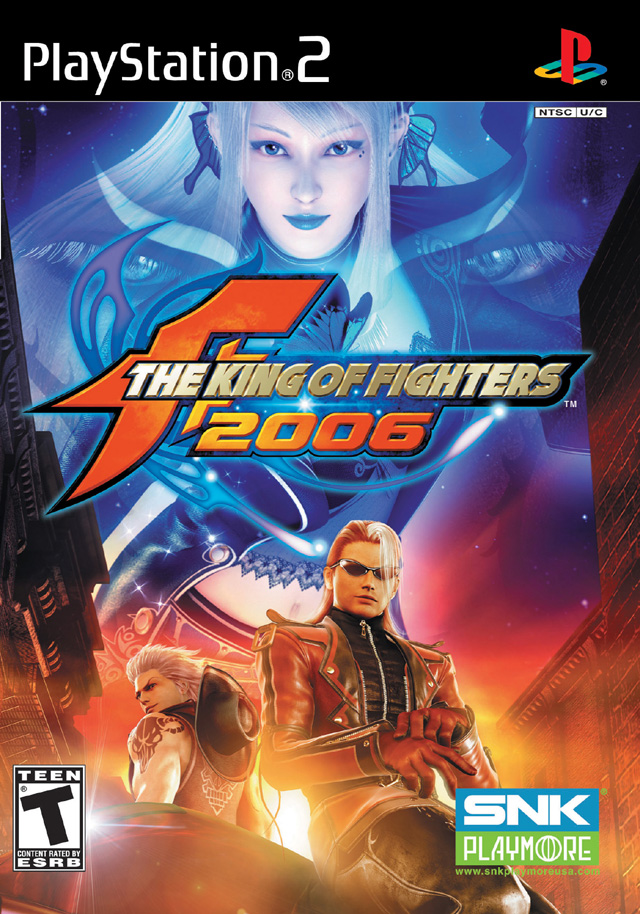 PlayStation®2
®
NTSC U/C
THE KING OF FIGHTERS
™
2006
TEEN
®
T
CONTENT RATED BY
ESRB
SNK
®
PLAYMORE
www.snkplaymoreusa.com